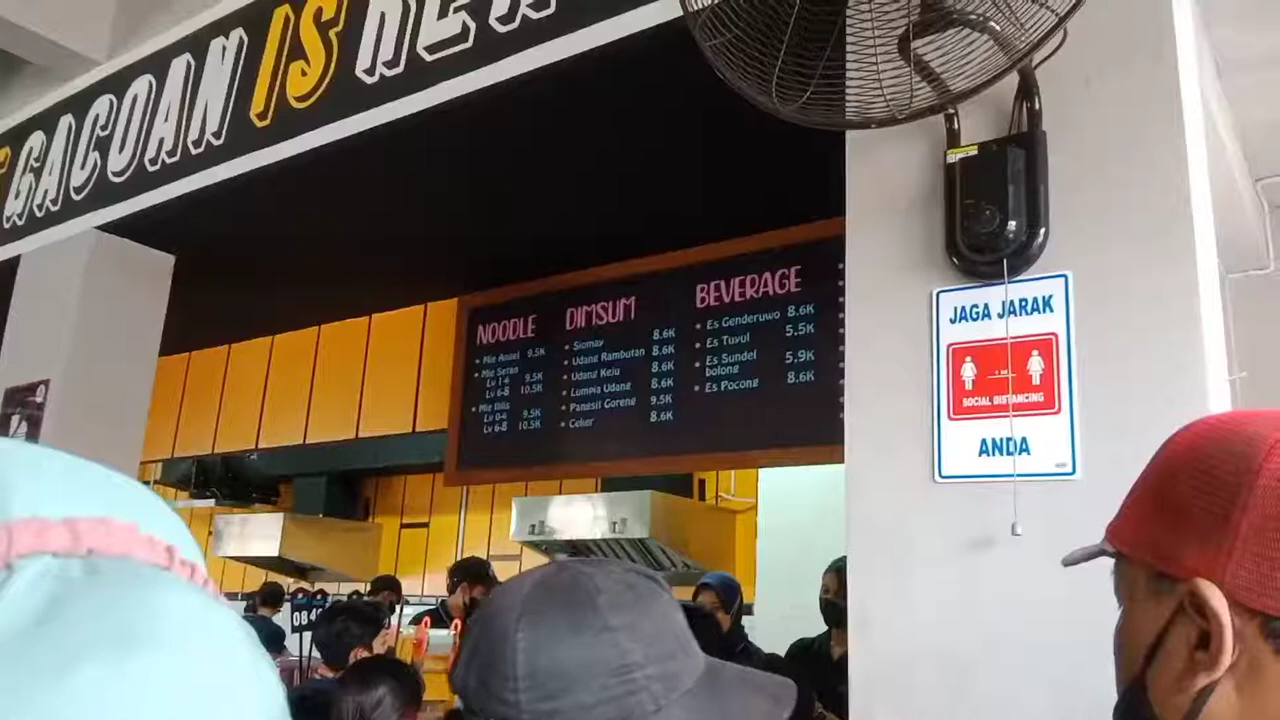 GACOAN IS
NOODLE
• Mie Angel 9.5K
• Mie Setan
Lv 1-4 9.5K
Lv 6-8 10.5K
• Mie Iblis
Lv 0-4 9.5K
Lv 6-8 10.5K
DIMSUM
• Siomay 8.6K
• Udang Rambutan 8.6K
• Udang Keju 8.6K
• Lumpia Udang 8.6K
• Pangsit Goreng 9.5K
• Ceker 8.6K
BEVERAGE
• Es Genderuwo 8.6K
• Es Tuyul 5.5K
• Es Sundel 5.9K
bolong
• Es Pocong 8.6K
JAGA JARAK
SOCIAL DISTANCING
ANDA
08